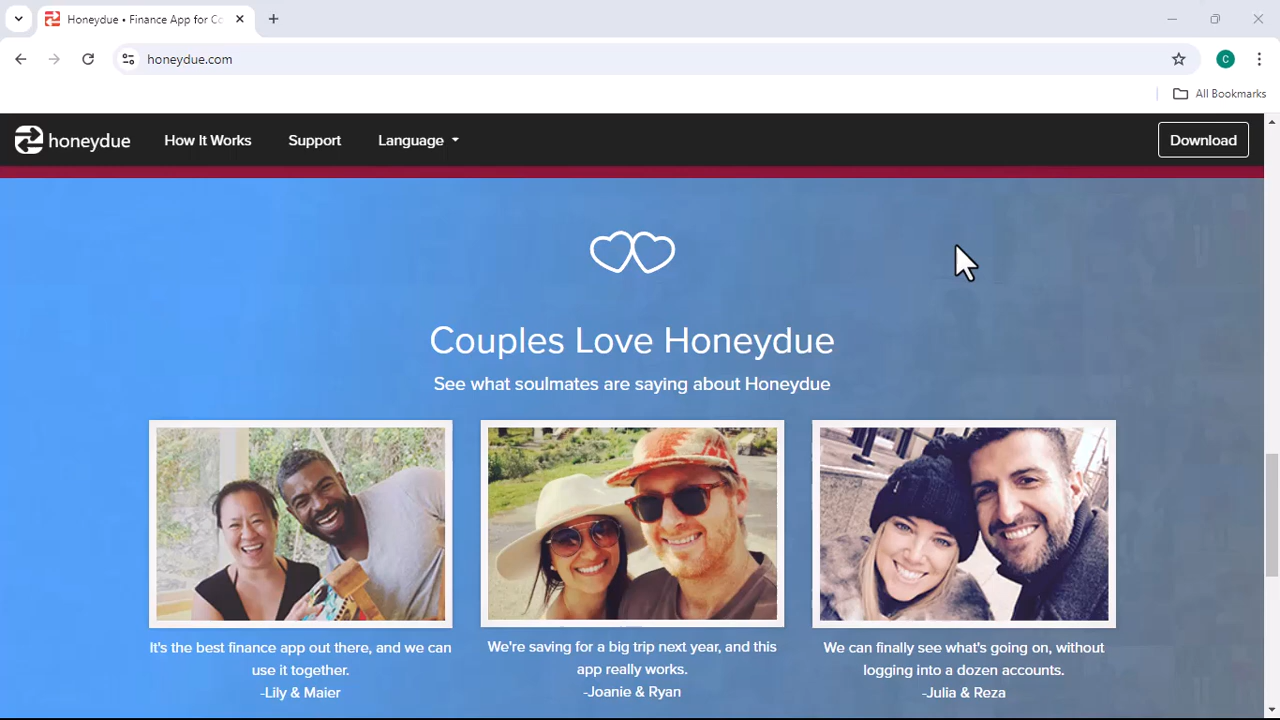 Honeydue • Finance App for Co
honeydue.com
All Bookmarks
honeydue How It Works Support Language Download
Couples Love Honeydue
See what soulmates are saying about Honeydue
It's the best finance app out there, and we can
use it together.
-Lily & Maier
We're saving for a big trip next year, and this
app really works.
-Joanie & Ryan
We can finally see what's going on, without
logging into a dozen accounts.
-Julia & Reza
C